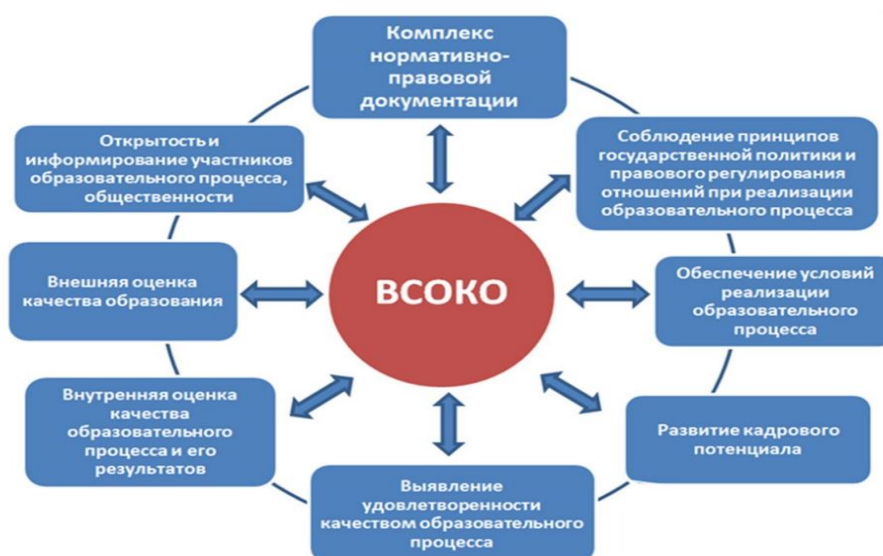 Комплекс
нормативно-
правовой
документации
Соблюдение принципов
государственной политики и
правового регулирования
отношений при реализации
образовательного процесса
Обеспечение условий
реализации
образовательного
процесса
Развитие кадрового
потенциала
Выявление
удовлетворенности
качеством образовательного
процесса
Внутренняя оценка
качества
образовательного
процесса и его
результатов
Внешняя оценка
качества образования
Открытость и
информирование участников
образовательного процесса,
общественности
ВСОКО